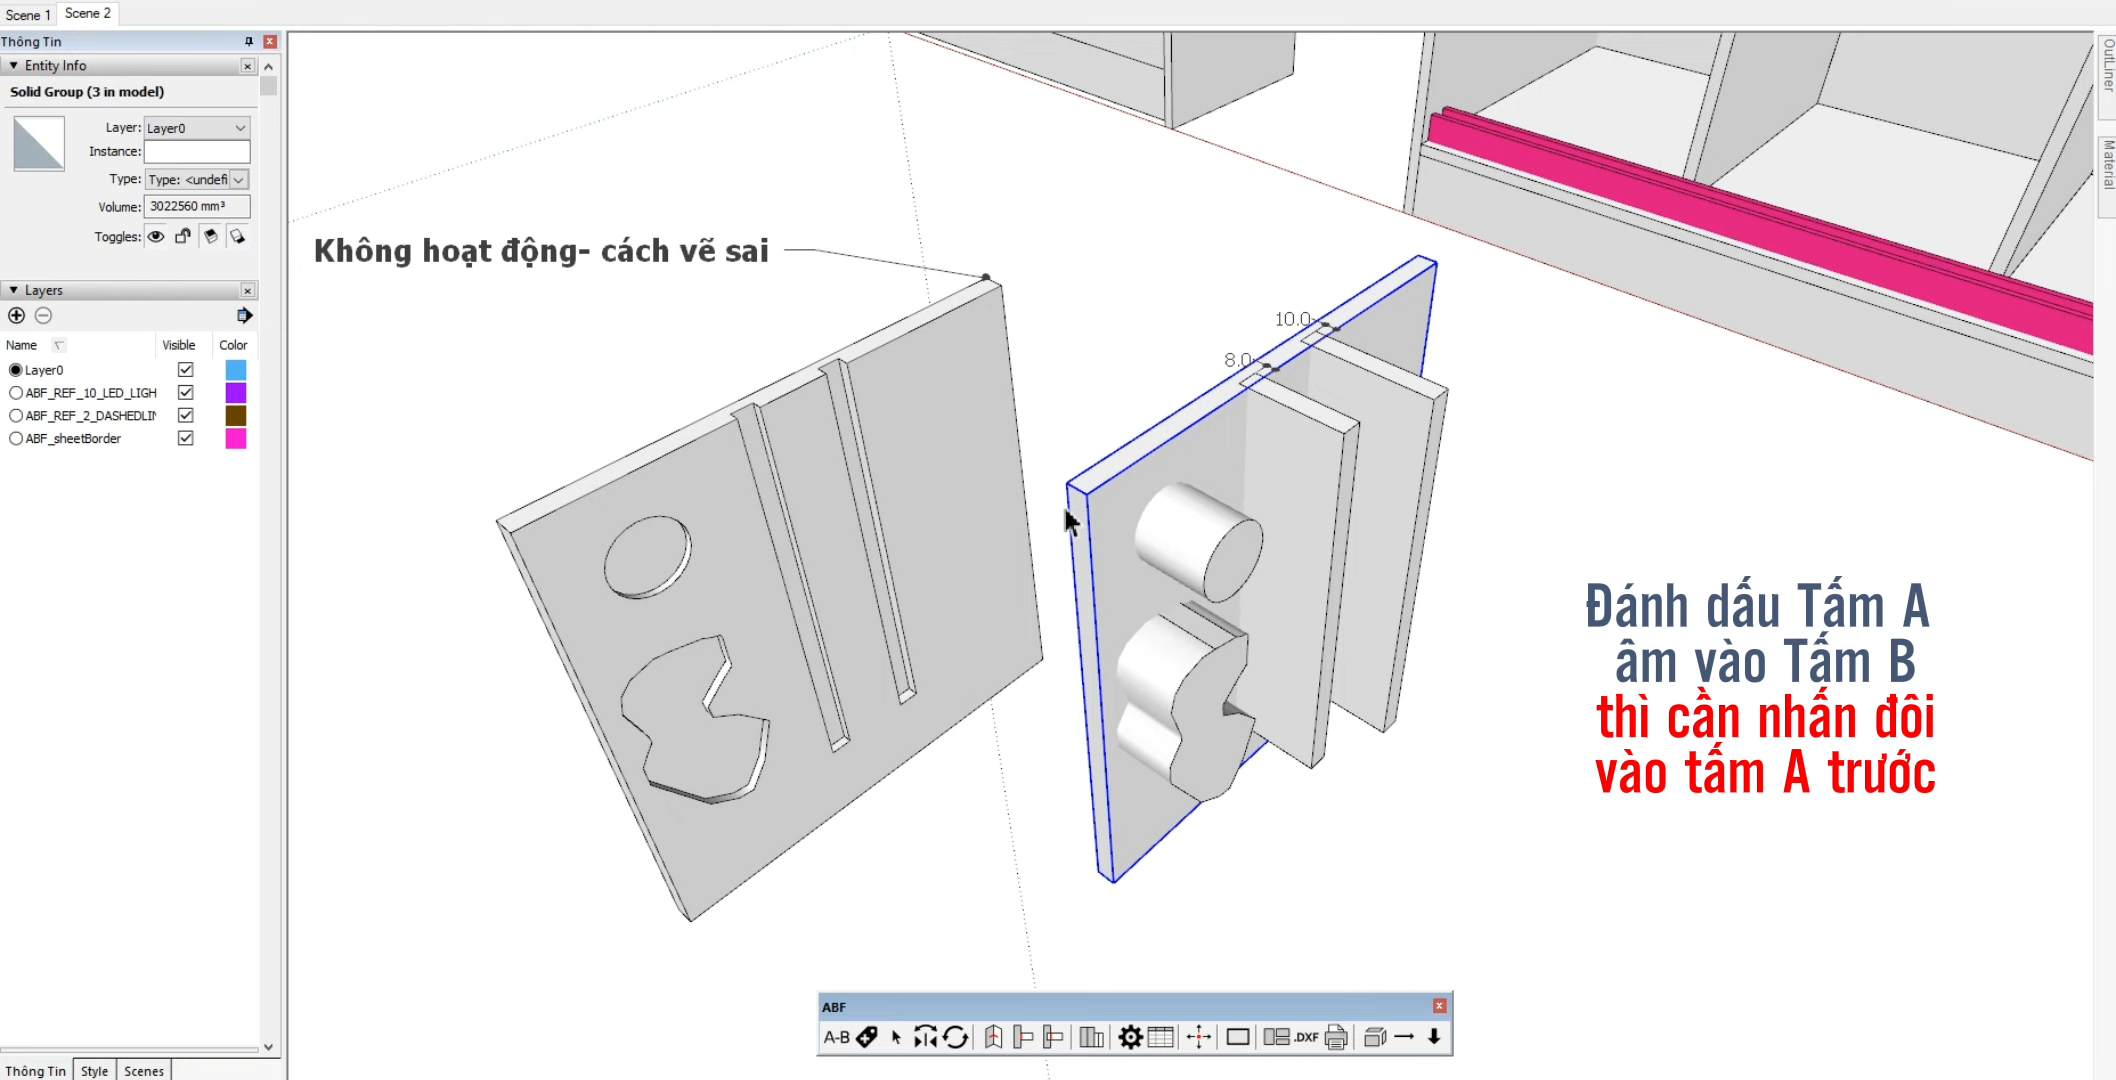 Scene 1
Scene 2
Thông Tin
Entity Info
Solid Group (3 in model)
Layer: Layer0
Instance:
Type: Type: <undefi
Volume: 3022560 mm³
Toggles:
Layers
Name Visible Color
Layer0
ABF_REF_10_LED_LIGH
ABF_REF_2_DASHEDLIN
ABF_sheetBorder
Thông Tin Style Scenes
Không hoạt động- cách vẽ sai
10.0
8.0
Đánh dấu Tấm A
âm vào Tấm B
thì cần nhấn đôi
vào tấm A trước
ABF
A-B
.DXF
OutLiner
Material